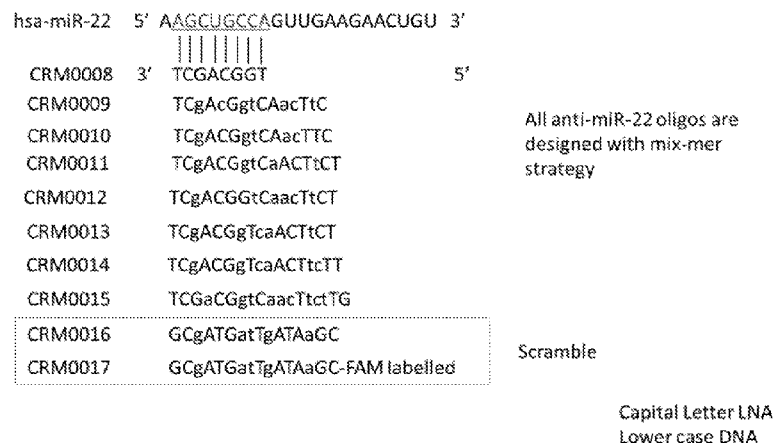 hsa-miR-22 5' AAGCUGCCAGUUGAAGAACUGU 3'
CRM0008 3' TCGACGGT 5'
CRM0009 TCgAcGgtCAacTtC
CRM0010 TCgACGgtCAacTTC
CRM0011 TCgACGgtCaACTtCT
CRM0012 TCgACGGtCaacTtCT
CRM0013 TCgACGgTcaACTtCT
CRM0014 TCgACGgTcaACTtcTT
CRM0015 TCGaCGgtCaacTtctTG
CRM0016 GCgATGatTgATAaGC
CRM0017 GCgATGatTgATAaGC-FAM labelled
All anti-miR-22 oligos are
designed with mix-mer
strategy
Scramble
Capital Letter LNA
Lower case DNA